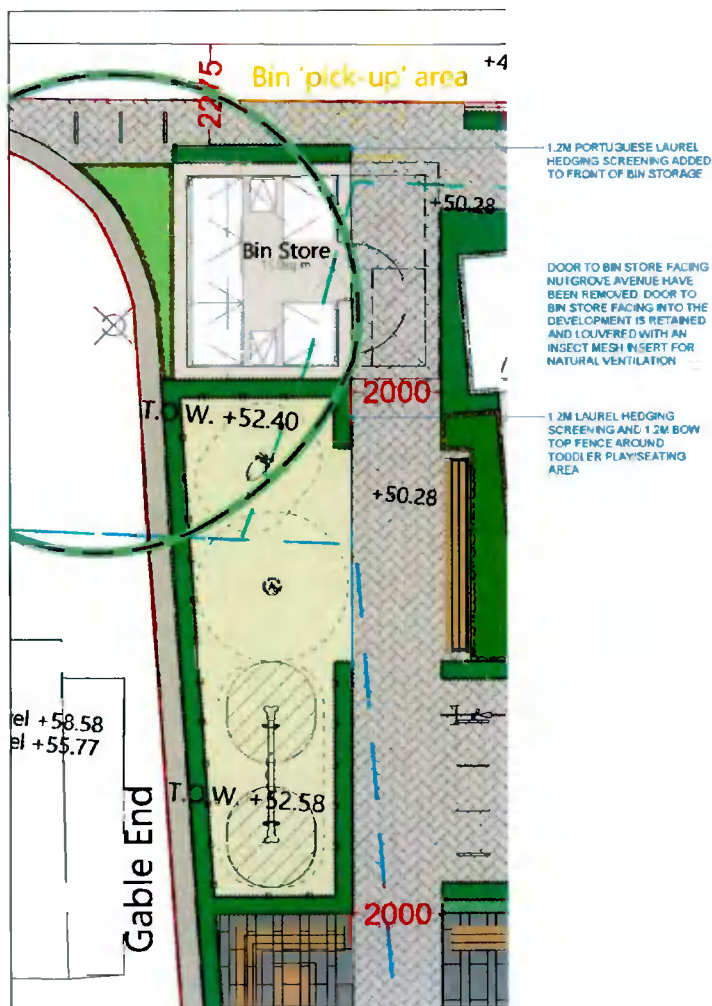 Bin 'pick-up' area
+4
2275
1.2M PORTUGUESE LAUREL
HEDGING SCREENING ADDED
TO FRONT OF BIN STORAGE
+50.28
Bin Store
DOOR TO BIN STORE FACING
NUTGROVE AVENUE HAVE
BEEN REMOVED. DOOR TO
BIN STORE FACING INTO THE
DEVELOPMENT IS RETAINED
AND LOUVERED WITH AN
INSECT MESH INSERT FOR
NATURAL VENTILATION
2000
T.O.W. +52.40
1.2M LAUREL HEDGING
SCREENING AND 1.2M BOW
TOP FENCE AROUND
TODDLER PLAY/SEATING
AREA
+50.28
vel +58.58
el +55.77
T.O.W. +52.58
Gable End
2000